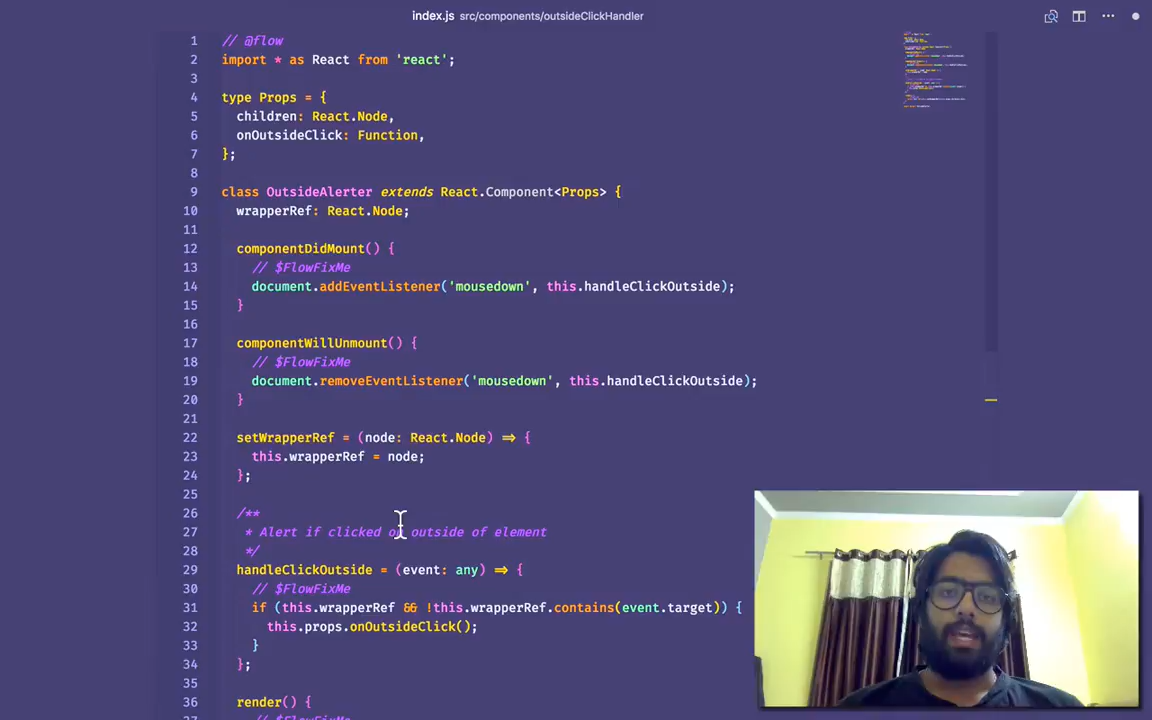 index.js src/components/outsideClickHandler
1 // @flow
2 import * as React from 'react';
3
4 type Props = {
5 children: React.Node,
6 onOutsideClick: Function,
7 };
8
9 class OutsideAlerter extends React.Component<Props> {
10 wrapperRef: React.Node;
11
12 componentDidMount() {
13 // $FlowFixMe
14 document.addEventListener('mousedown', this.handleClickOutside);
15 }
16
17 componentWillUnmount() {
18 // $FlowFixMe
19 document.removeEventListener('mousedown', this.handleClickOutside);
20 }
21
22 setWrapperRef = (node: React.Node) => {
23 this.wrapperRef = node;
24 };
25
26 /**
27 * Alert if clicked on outside of element
28 */
29 handleClickOutside = (event: any) => {
30 // $FlowFixMe
31 if (this.wrapperRef && !this.wrapperRef.contains(event.target)) {
32 this.props.onOutsideClick();
33 }
34 };
35
36 render() {
37 // $FlowFixMe